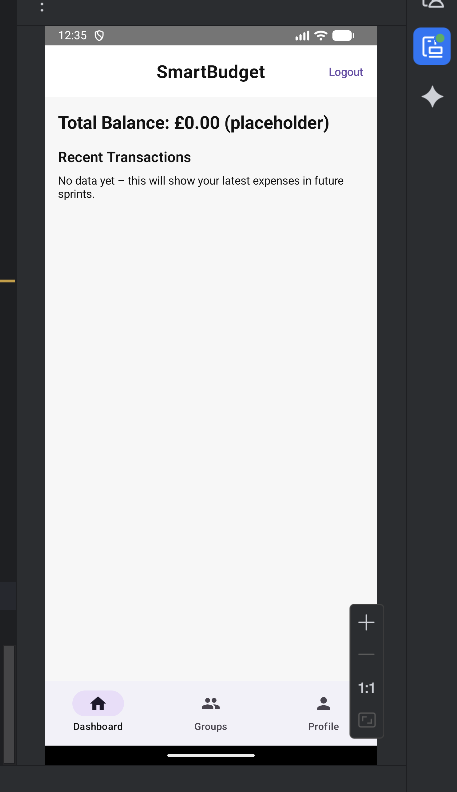 12:35
SmartBudget
Logout
Total Balance: £0.00 (placeholder)
Recent Transactions
No data yet – this will show your latest expenses in future
sprints.
1:1
Dashboard
Groups
Profile